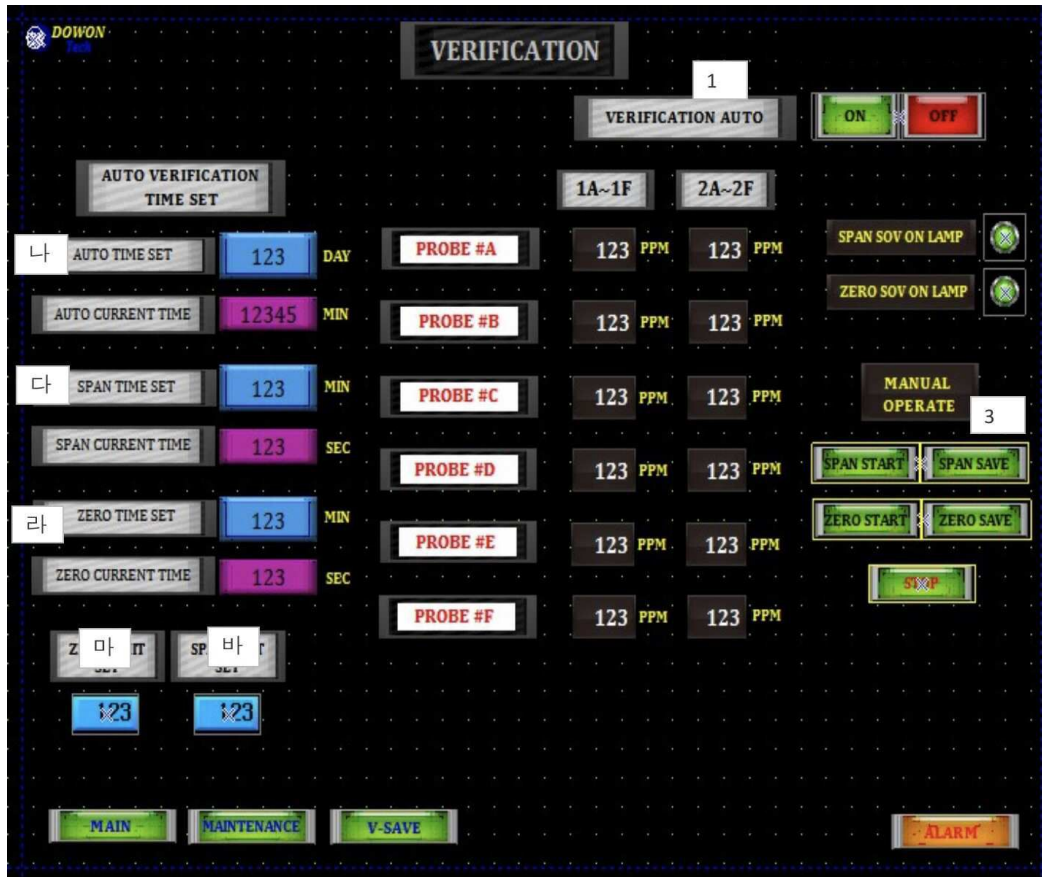 DOWON
Tech
VERIFICATION
1
VERIFICATION AUTO
ON
OFF
AUTO VERIFICATION
TIME SET
1A~1F
2A~2F
나
AUTO TIME SET
123
DAY
PROBE #A
123 PPM
123 PPM
SPAN SOV ON LAMP
ZERO SOV ON LAMP
AUTO CURRENT TIME
12345
MIN
PROBE #B
123 PPM
123 PPM
다
SPAN TIME SET
123
MIN
PROBE #C
123 PPM
123 PPM
MANUAL
OPERATE
3
SPAN CURRENT TIME
123
SEC
PROBE #D
123 PPM
123 PPM
SPAN START
SPAN SAVE
라
ZERO TIME SET
123
MIN
PROBE #E
123 PPM
123 PPM
ZERO START
ZERO SAVE
ZERO CURRENT TIME
123
SEC
STOP
PROBE #F
123 PPM
123 PPM
마
바
SET
SET
123
123
MAIN
MAINTENANCE
V-SAVE
ALARM